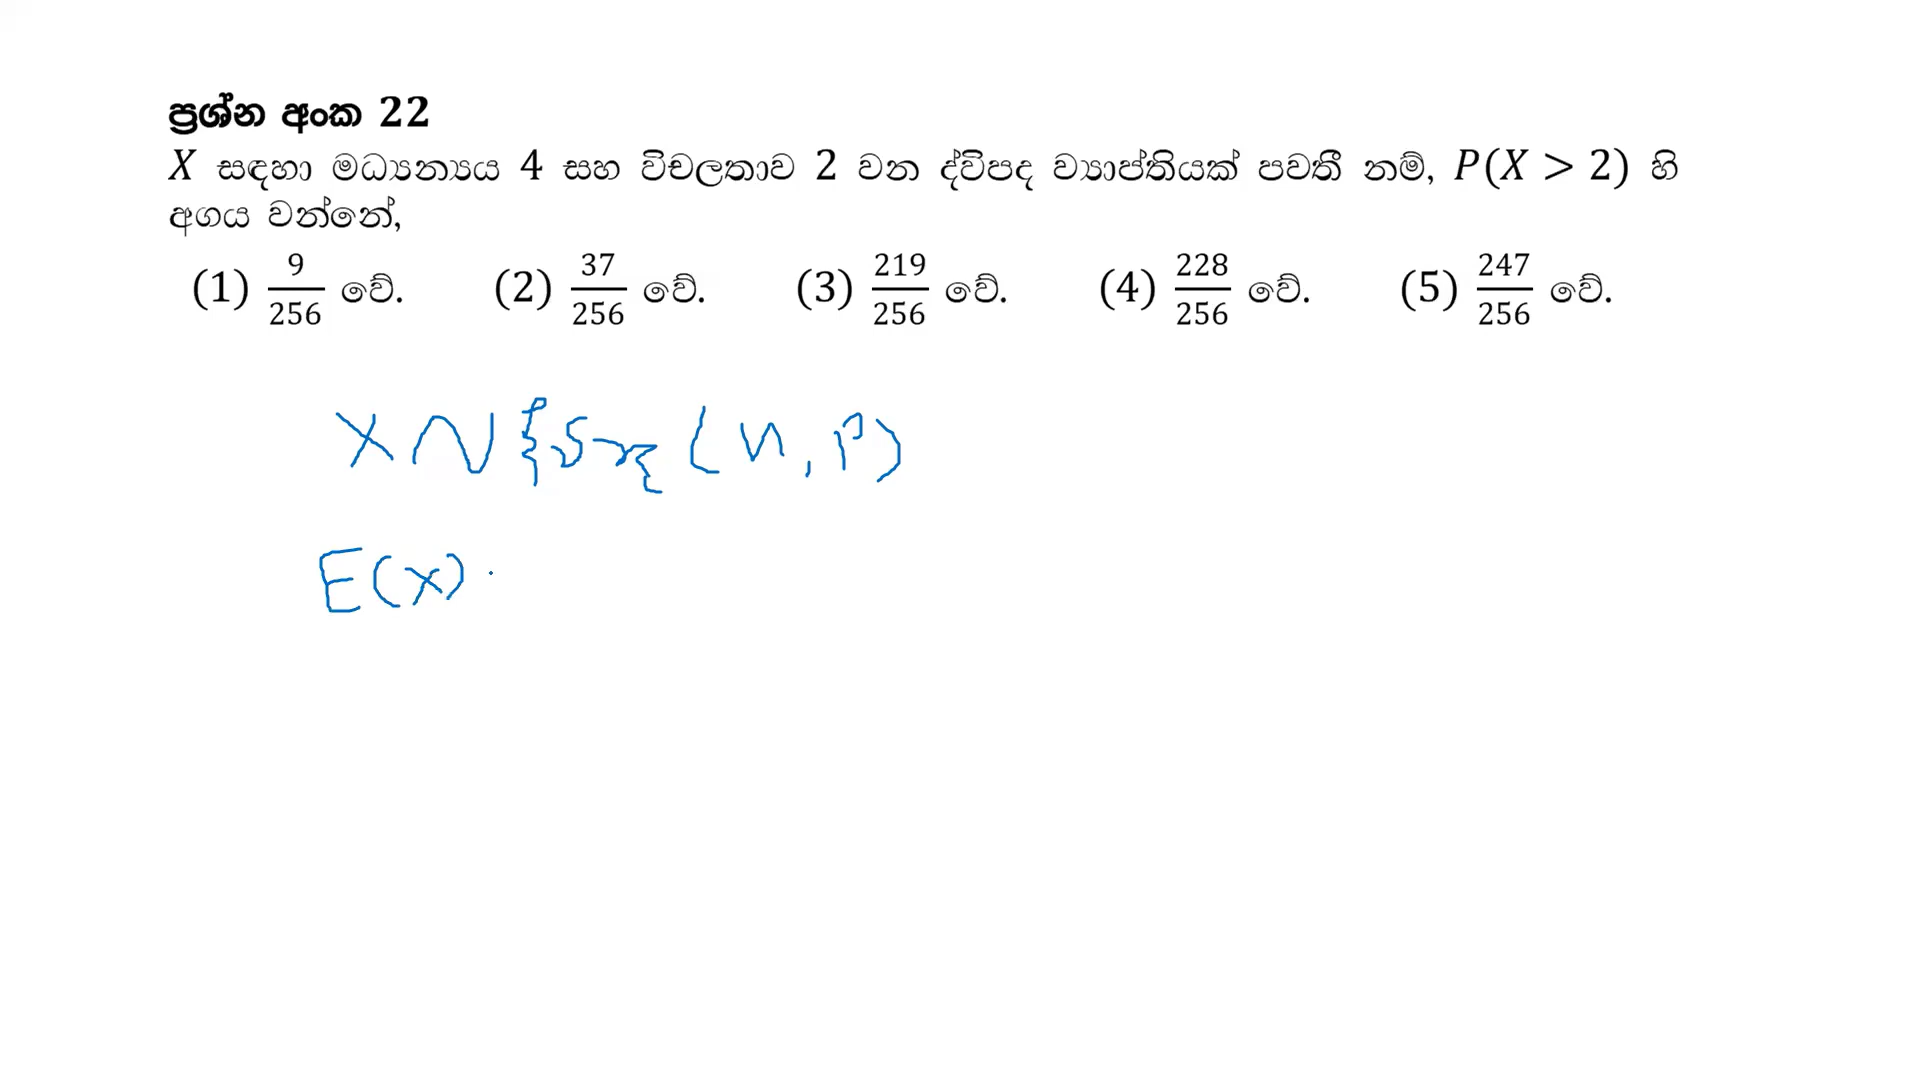 ප්‍රශ්න අංක 22
X සඳහා මධ්‍යන්‍යය 4 සහ විචලතාව 2 වන ද්විපද ව්‍යාප්තියක් පවතී නම්, P(X > 2) හි
අගය වන්නේ,
(1) 9/256 වේ. (2) 37/256 වේ. (3) 219/256 වේ. (4) 228/256 වේ. (5) 247/256 වේ.
X ~ (n, p)
E(x)